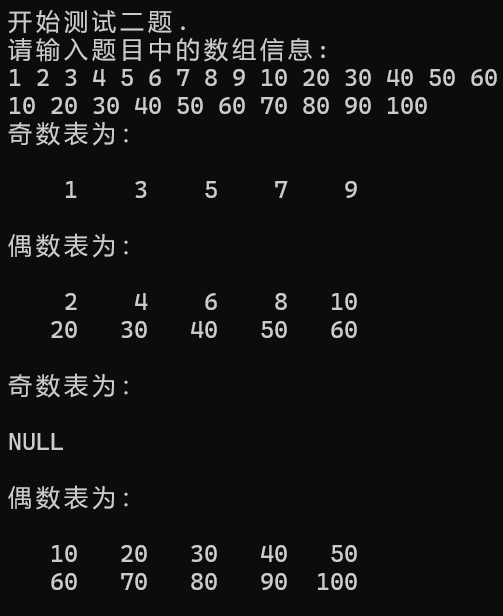 开始测试二题.
请输入题目中的数组信息:
1 2 3 4 5 6 7 8 9 10 20 30 40 50 60
10 20 30 40 50 60 70 80 90 100
奇数表为:
1 3 5 7 9
偶数表为:
2 4 6 8 10
20 30 40 50 60
奇数表为:
NULL
偶数表为:
10 20 30 40 50
60 70 80 90 100